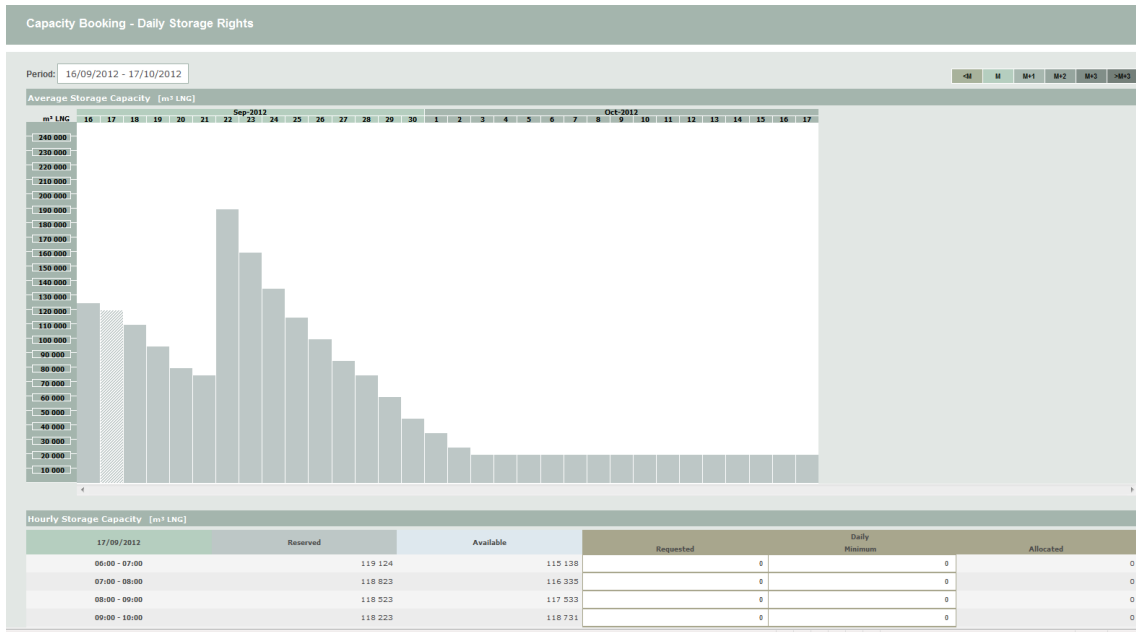 Capacity Booking - Daily Storage Rights
Period: 16/09/2012 - 17/10/2012
<M M M+1 M+2 M+3 >M+3
Average Storage Capacity [m³ LNG]
Sep-2012 Oct-2012
m³ LNG 16 17 18 19 20 21 22 23 24 25 26 27 28 29 30 1 2 3 4 5 6 7 8 9 10 11 12 13 14 15 16 17
240 000
230 000
220 000
210 000
200 000
190 000
180 000
170 000
160 000
150 000
140 000
130 000
120 000
110 000
100 000
90 000
80 000
70 000
60 000
50 000
40 000
30 000
20 000
10 000
Hourly Storage Capacity [m³ LNG]
17/09/2012 Reserved Available Daily
Requested Minimum Allocated
06:00 - 07:00 119 124 115 138 0 0 0
07:00 - 08:00 118 823 116 335 0 0 0
08:00 - 09:00 118 523 117 533 0 0 0
09:00 - 10:00 118 223 118 731 0 0 0